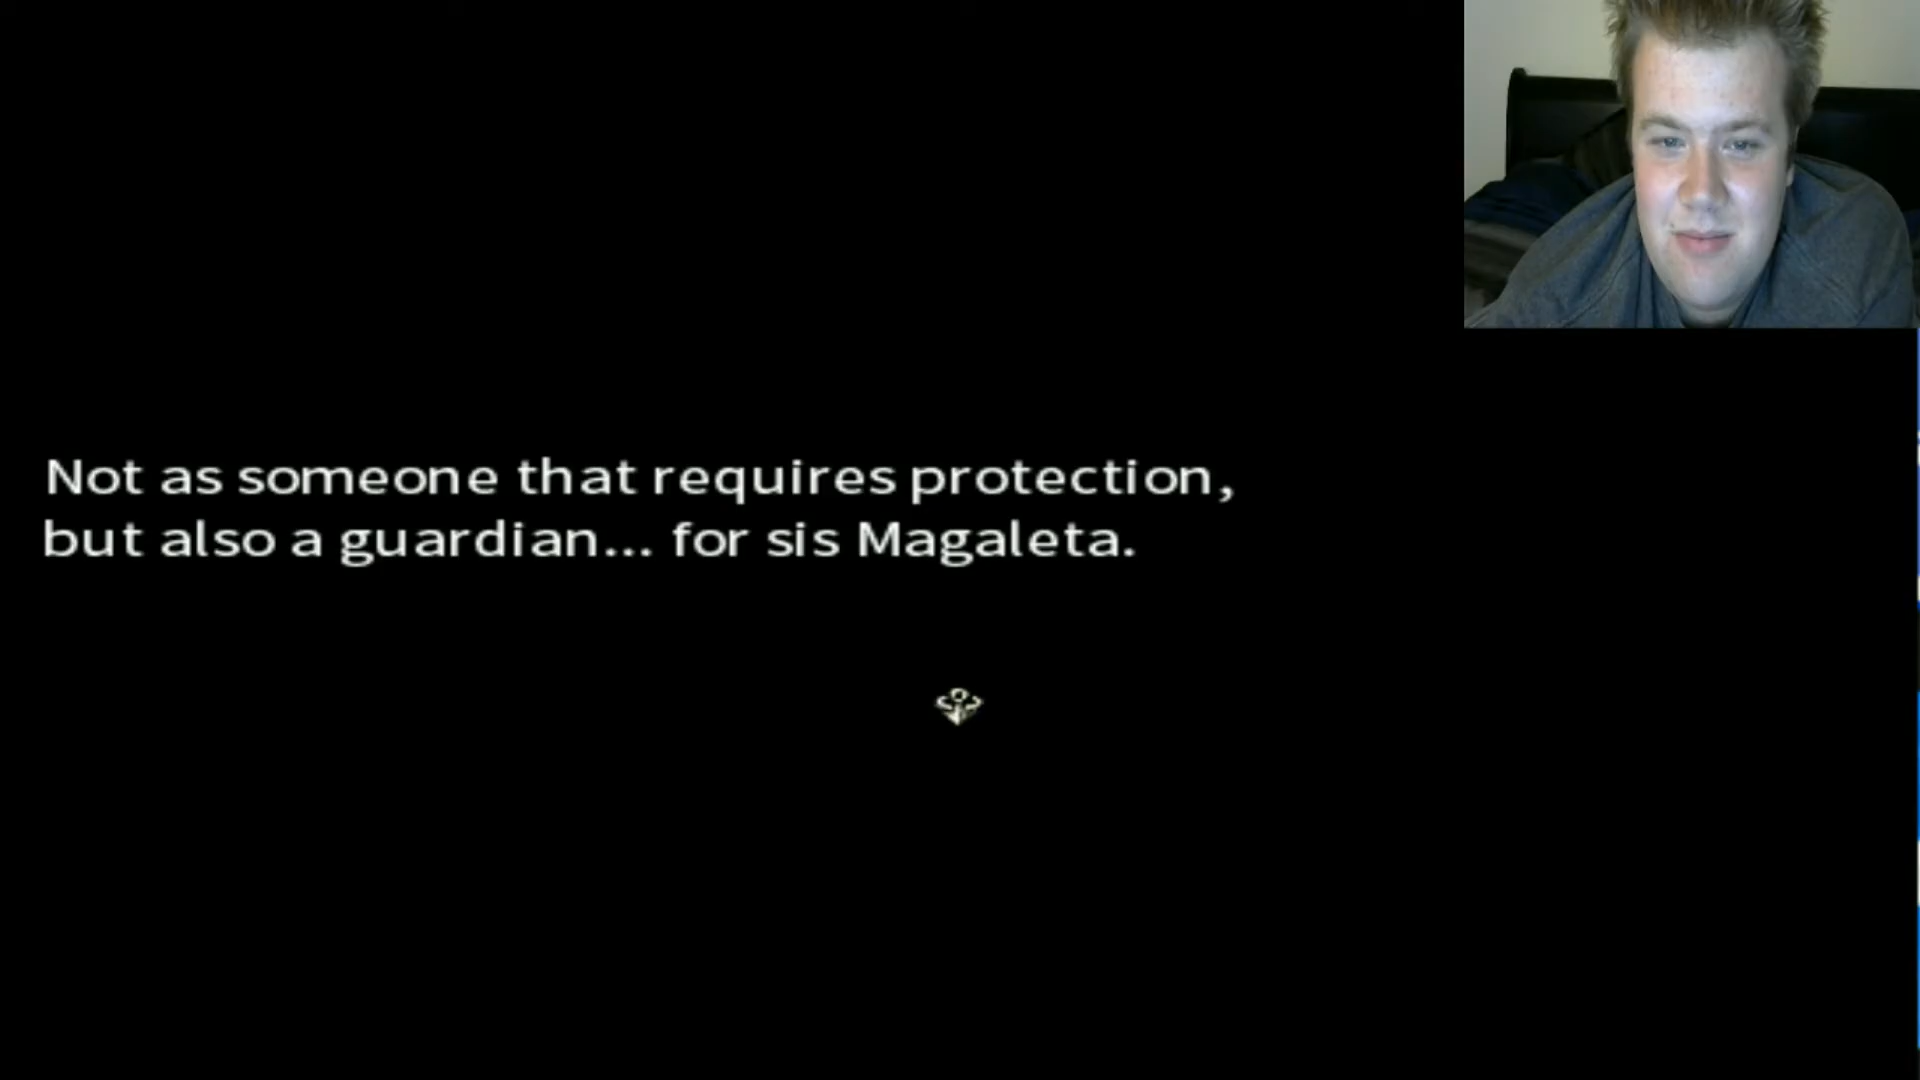 Not as someone that requires protection,
but also a guardian... for sis Magaleta.